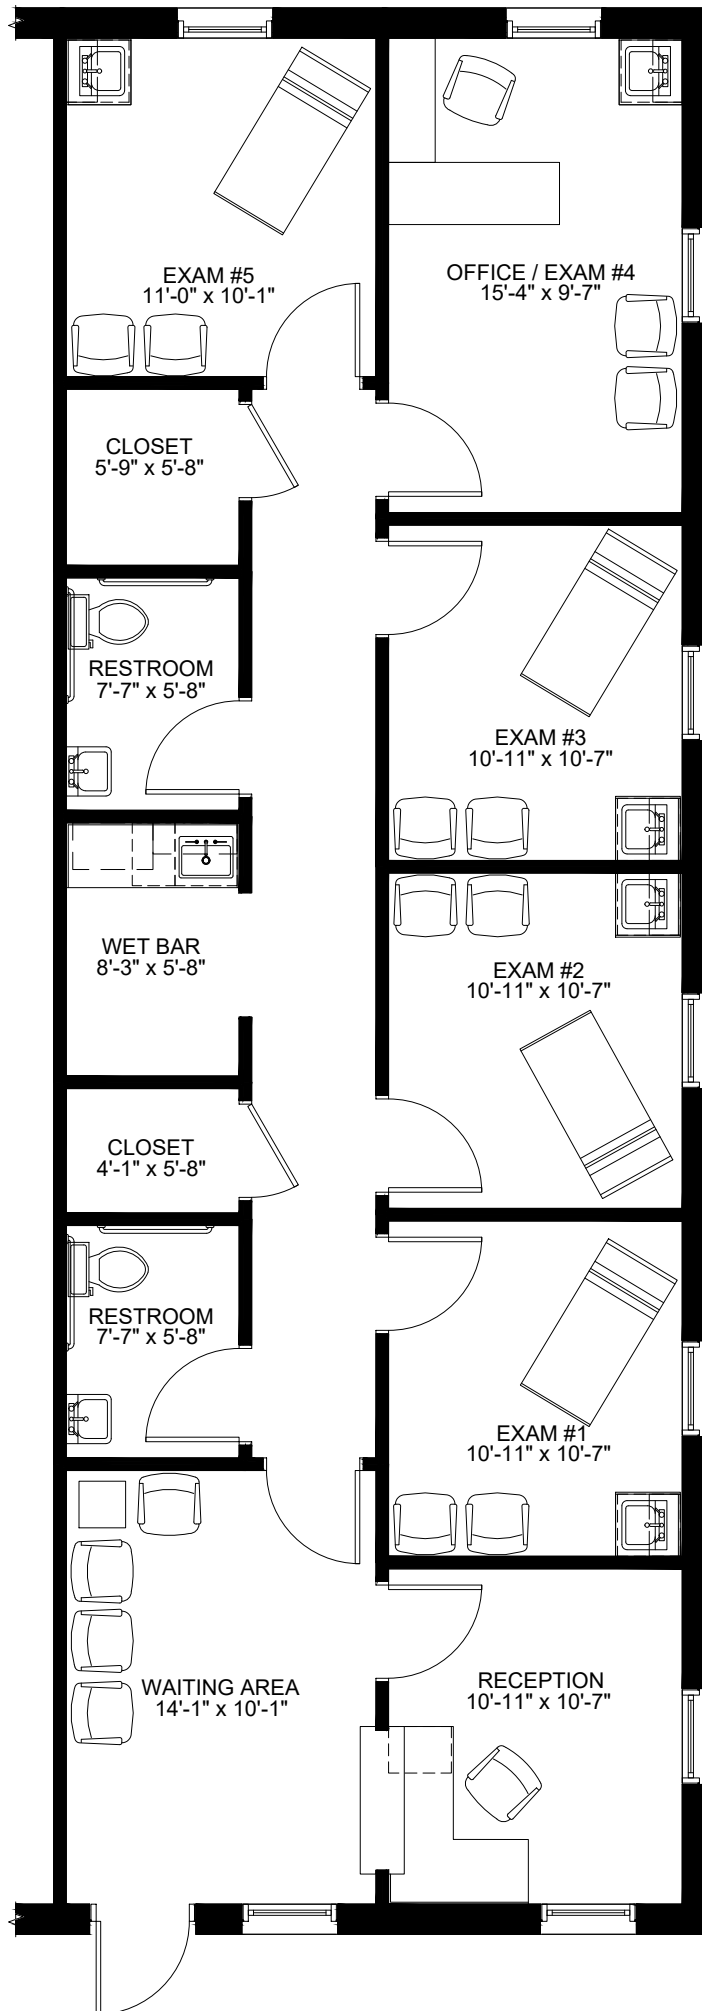 EXAM #5
11'-0" x 10'-1"
OFFICE / EXAM #4
15'-4" x 9'-7"
CLOSET
5'-9" x 5'-8"
RESTROOM
7'-7" x 5'-8"
EXAM #3
10'-11" x 10'-7"
WET BAR
8'-3" x 5'-8"
EXAM #2
10'-11" x 10'-7"
CLOSET
4'-1" x 5'-8"
RESTROOM
7'-7" x 5'-8"
EXAM #1
10'-11" x 10'-7"
WAITING AREA
14'-1" x 10'-1"
RECEPTION
10'-11" x 10'-7"